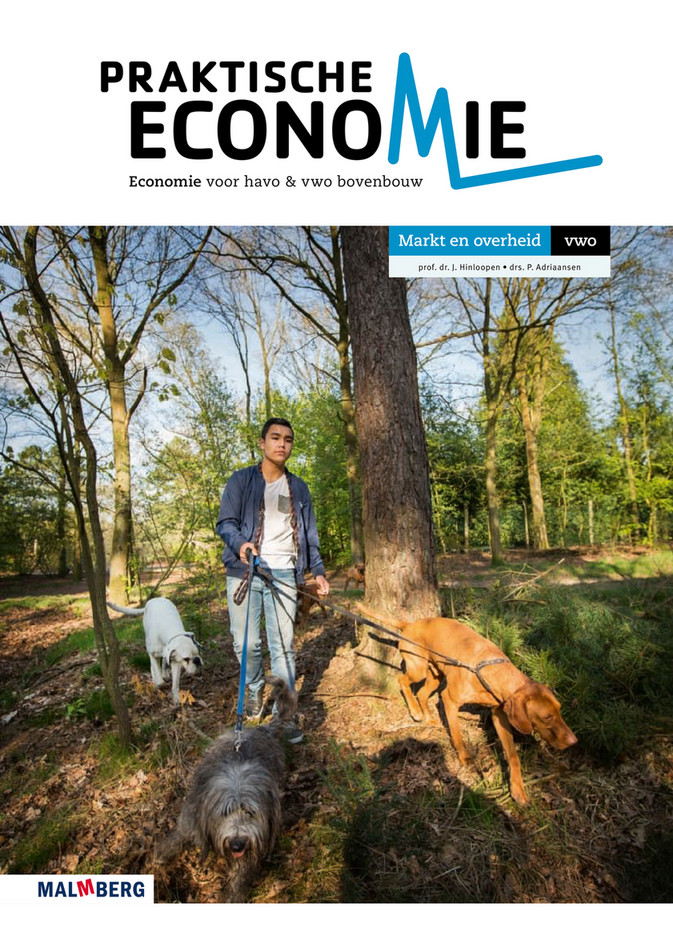 PRAKTISCHE
ECONOMIE
Economie voor havo & vwo bovenbouw
Markt en overheid vwo
prof. dr. J. Hinloopen • drs. P. Adriaansen
MALMBERG